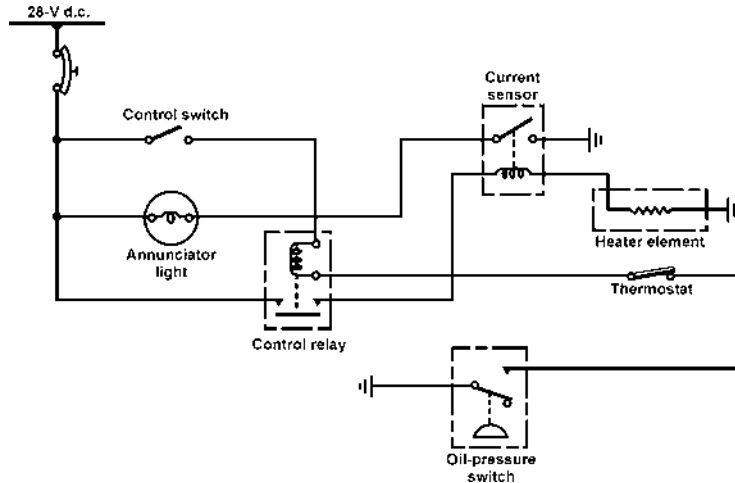 28-V d.c.
Current
sensor
Control switch
Annunciator
light
Heater element
Thermostat
Control relay
Oil-pressure
switch